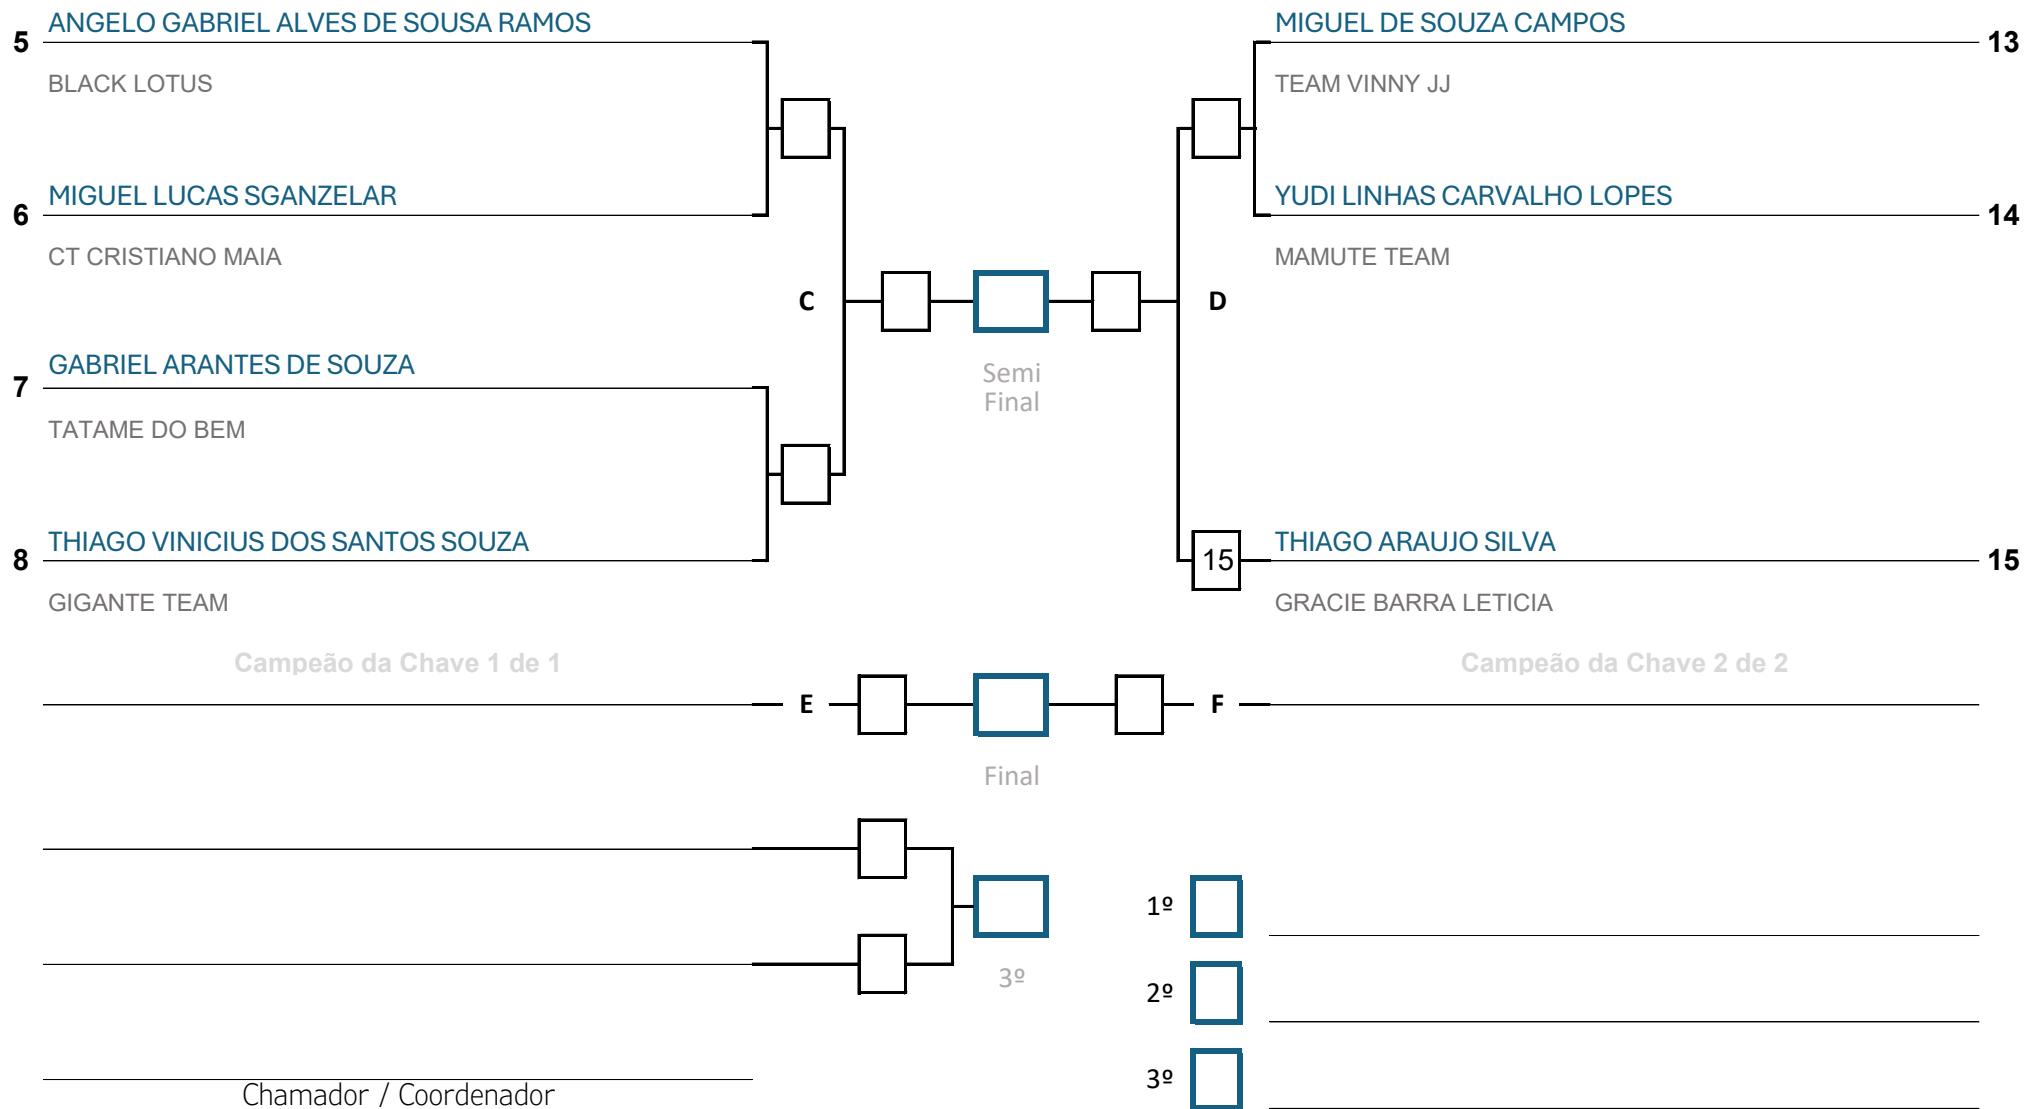 5 ANGELO GABRIEL ALVES DE SOUSA RAMOS
BLACK LOTUS
6 MIGUEL LUCAS SGANZELAR
CT CRISTIANO MAIA
C
7 GABRIEL ARANTES DE SOUZA
TATAME DO BEM
8 THIAGO VINICIUS DOS SANTOS SOUZA
GIGANTE TEAM
Semi
Final
MIGUEL DE SOUZA CAMPOS 13
TEAM VINNY JJ
YUDI LINHAS CARVALHO LOPES 14
MAMUTE TEAM
D
15 THIAGO ARAUJO SILVA 15
GRACIE BARRA LETICIA
Campeão da Chave 1 de 1
Campeão da Chave 2 de 2
E
F
Final
3º
1º
2º
3º
Chamador / Coordenador